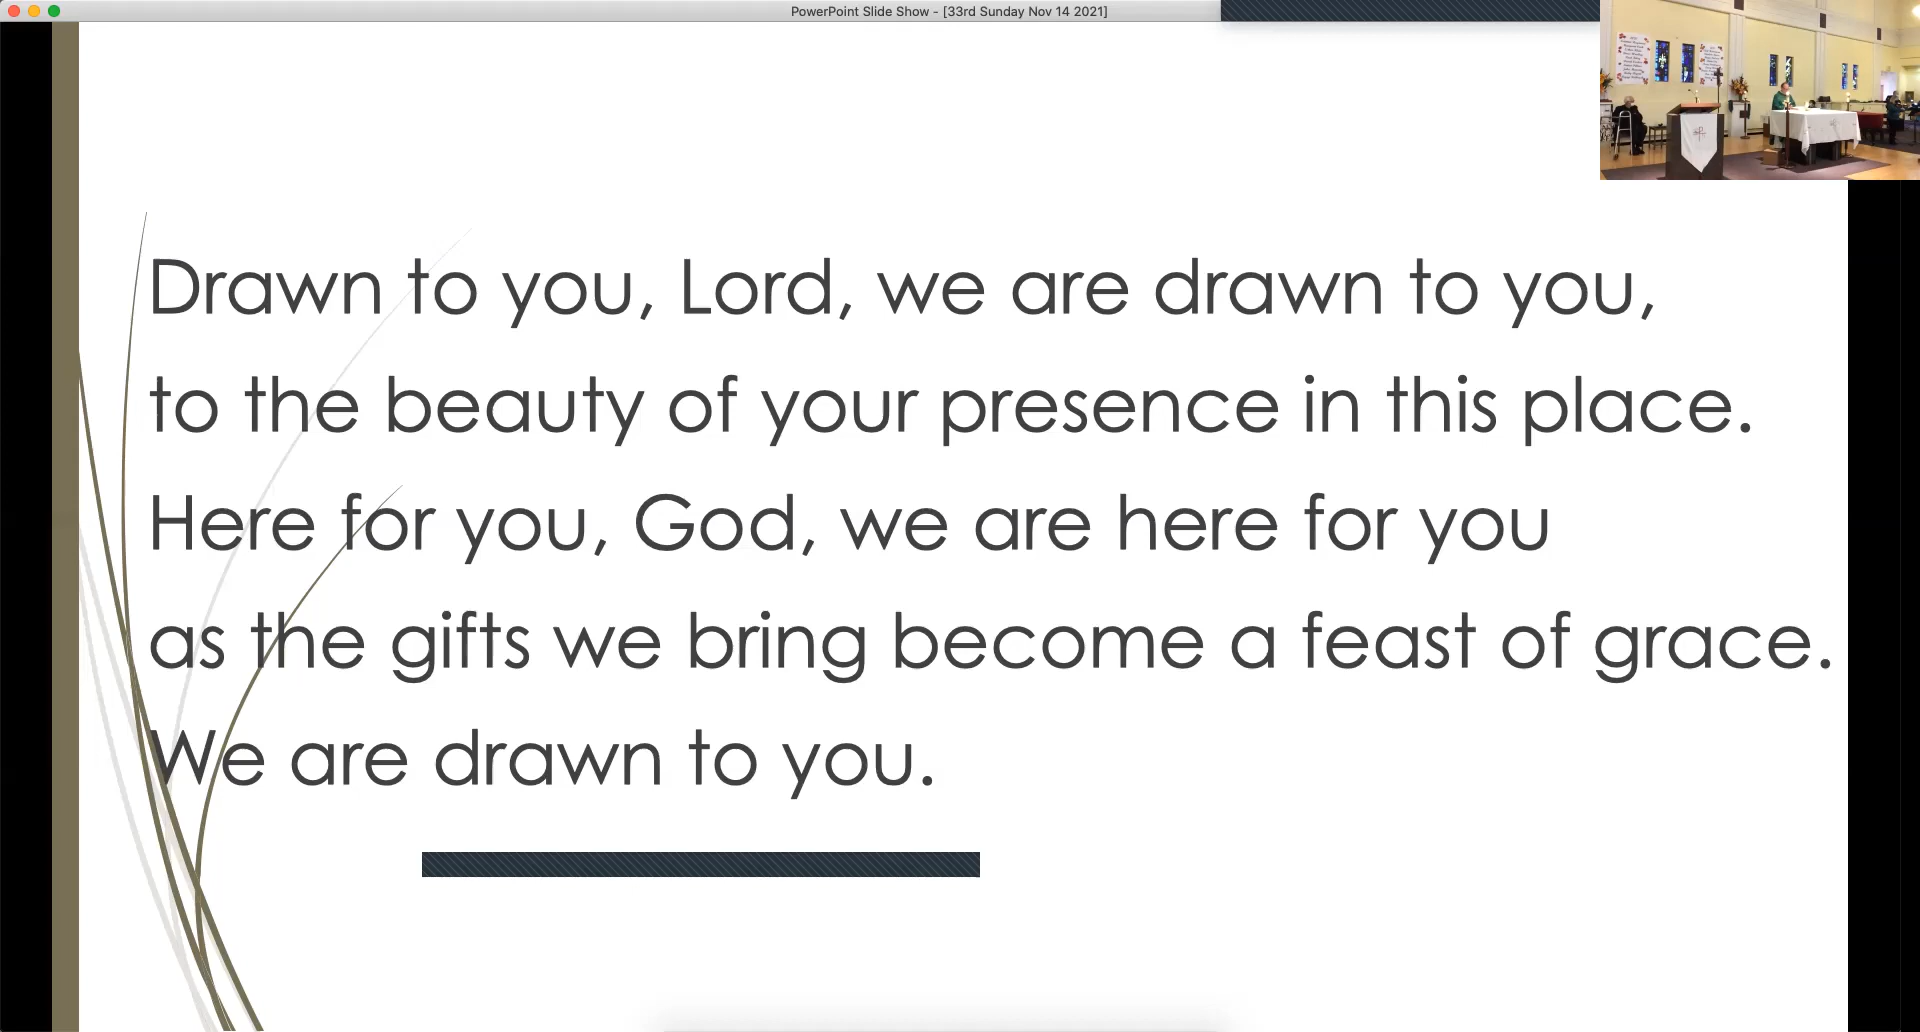 PowerPoint Slide Show - [33rd Sunday Nov 14 2021]
Drawn to you, Lord, we are drawn to you,
to the beauty of your presence in this place.
Here for you, God, we are here for you
as the gifts we bring become a feast of grace.
We are drawn to you.